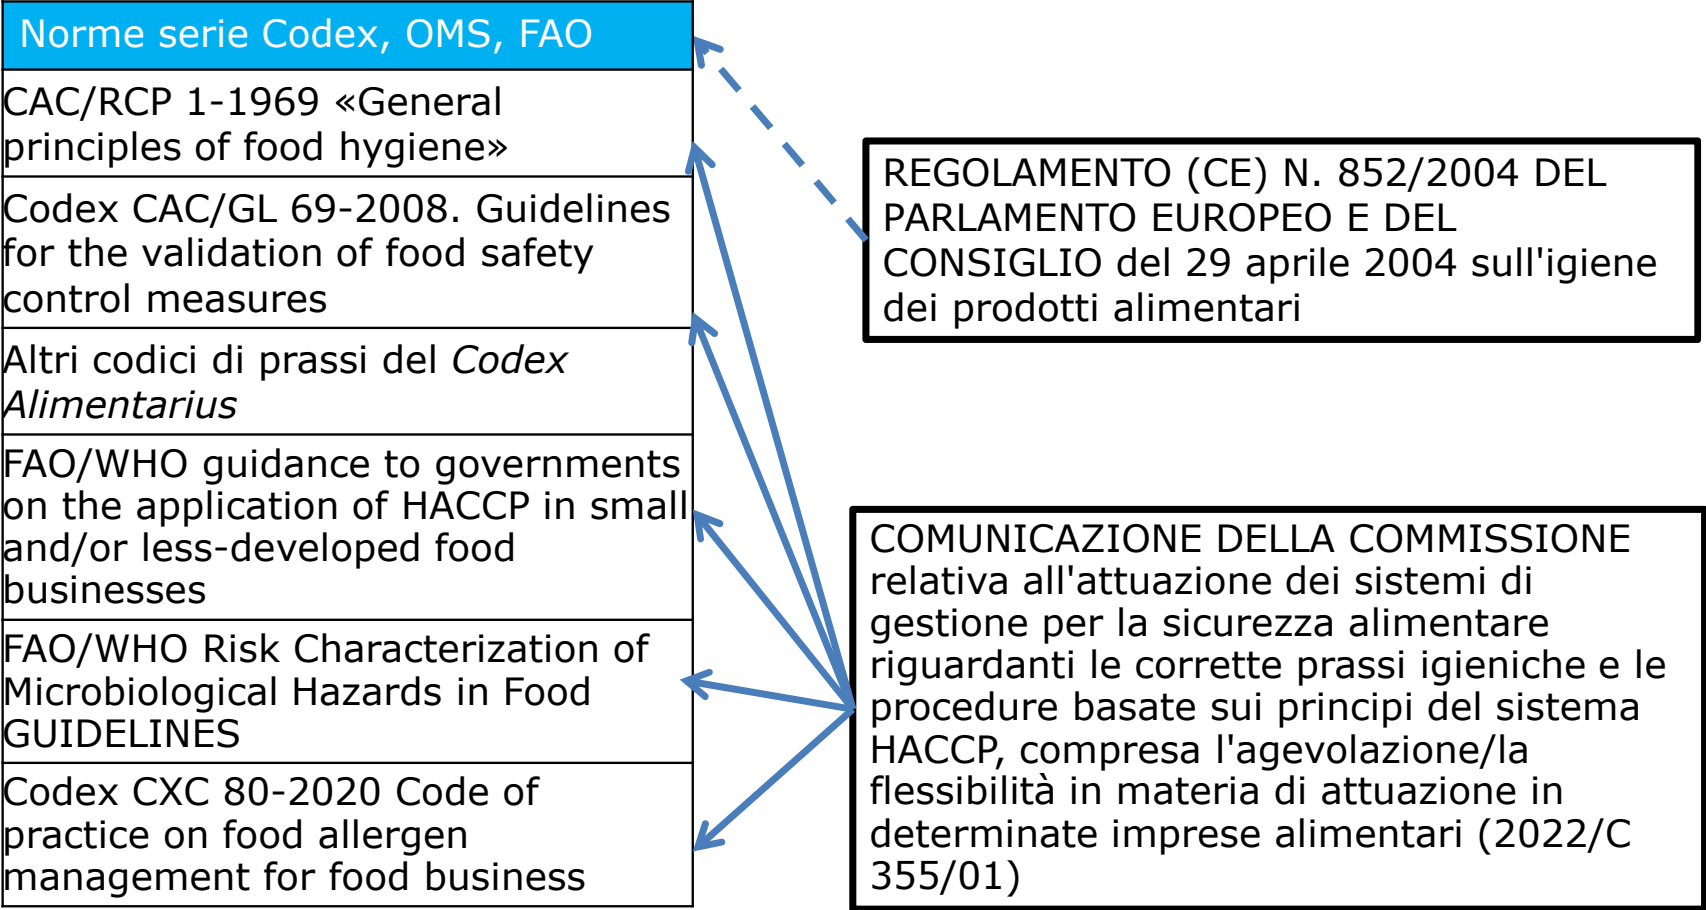 Norme serie Codex, OMS, FAO
CAC/RCP 1-1969 «General
principles of food hygiene»
Codex CAC/GL 69-2008. Guidelines
for the validation of food safety
control measures
Altri codici di prassi del Codex
Alimentarius
FAO/WHO guidance to governments
on the application of HACCP in small
and/or less-developed food
businesses
FAO/WHO Risk Characterization of
Microbiological Hazards in Food
GUIDELINES
Codex CXC 80-2020 Code of
practice on food allergen
management for food business
REGOLAMENTO (CE) N. 852/2004 DEL
PARLAMENTO EUROPEO E DEL
CONSIGLIO del 29 aprile 2004 sull'igiene
dei prodotti alimentari
COMUNICAZIONE DELLA COMMISSIONE
relativa all'attuazione dei sistemi di
gestione per la sicurezza alimentare
riguardanti le corrette prassi igieniche e le
procedure basate sui principi del sistema
HACCP, compresa l'agevolazione/la
flessibilità in materia di attuazione in
determinate imprese alimentari (2022/C
355/01)